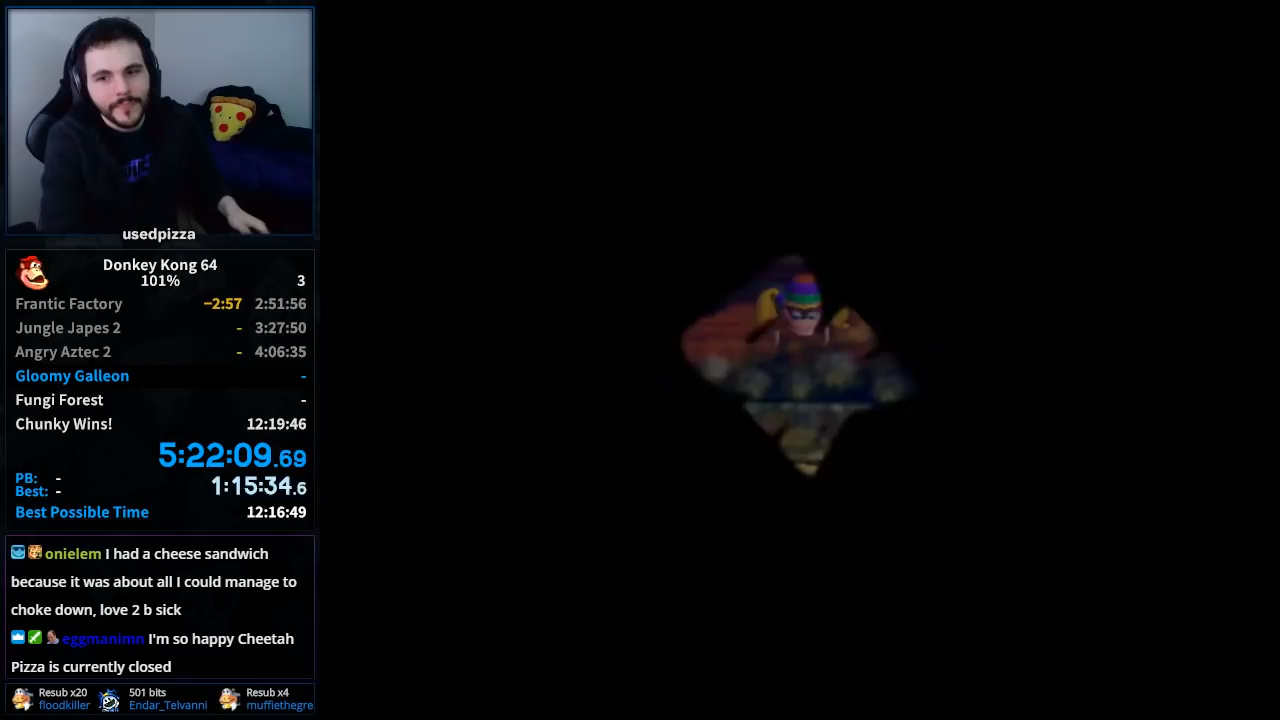 usedpizza
Donkey Kong 64
101% 3
Frantic Factory −2:57 2:51:56
Jungle Japes 2 - 3:27:50
Angry Aztec 2 - 4:06:35
Gloomy Galleon -
Fungi Forest -
Chunky Wins! 12:19:46
5:22:09.69
PB: -
Best: - 1:15:34.6
Best Possible Time 12:16:49
onielem I had a cheese sandwich
because it was about all I could manage to
choke down, love 2 b sick
eggmanimn I'm so happy Cheetah
Pizza is currently closed
Resub x20 501 bits Resub x4
floodkiller Endar_Telvanni muffiethegre